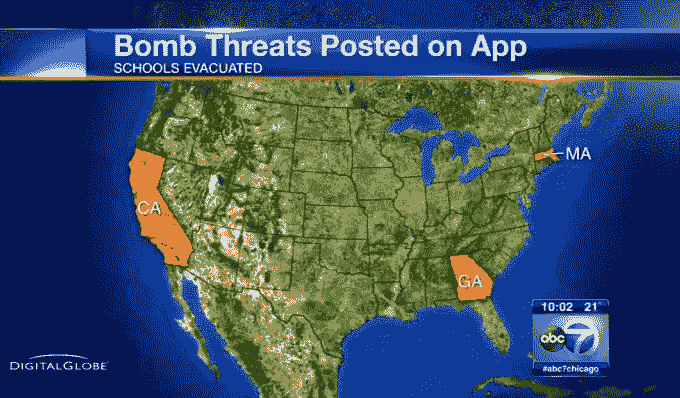 Bomb Threats Posted on App
SCHOOLS EVACUATED
MA
CA
GA
10:02 21°
abc 7
#abc7chicago
DIGITALGLOBE